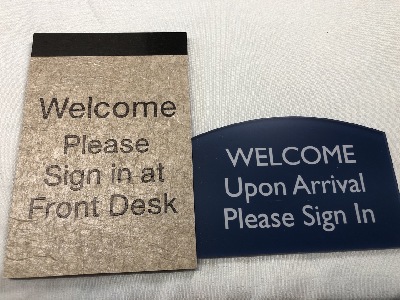 Welcome
Please
Sign in at
Front Desk
WELCOME
Upon Arrival
Please Sign In